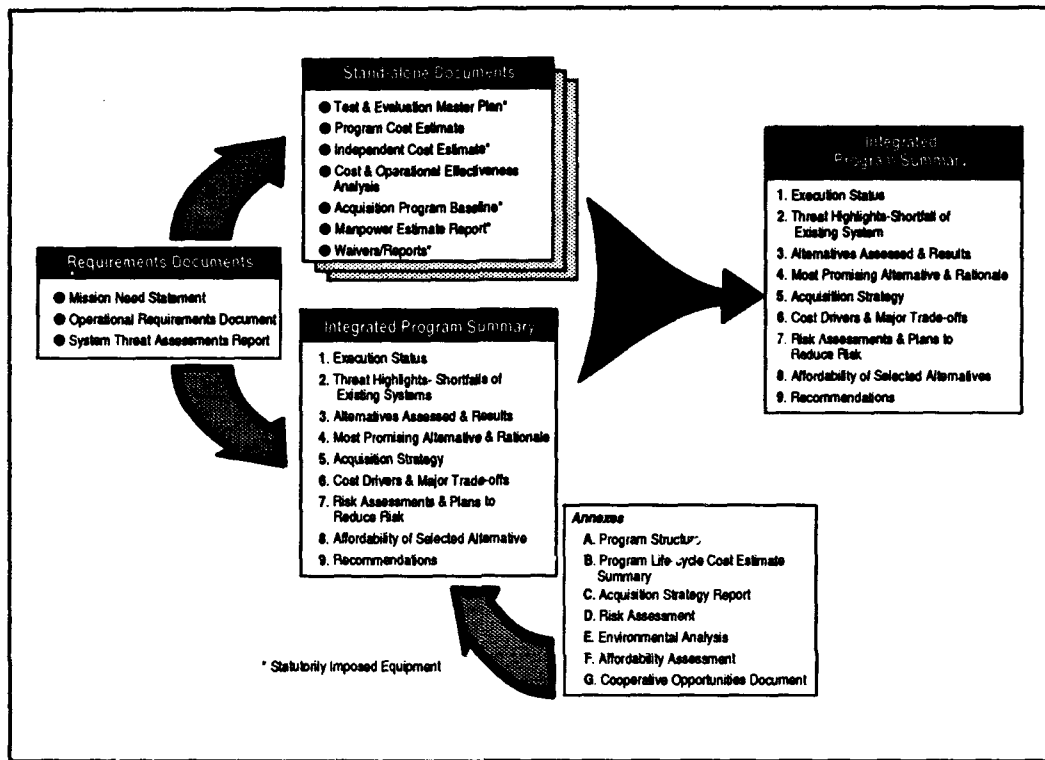 Stand-alone Documents
● Test & Evaluation Master Plan*
● Program Cost Estimate
● Independent Cost Estimate*
● Cost & Operational Effectiveness
Analysis
● Acquisition Program Baseline*
● Manpower Estimate Report*
● Waivers/Reports*
Requirements Documents
● Mission Need Statement
● Operational Requirements Document
● System Threat Assessments Report
Integrated Program Summary
1. Execution Status
2. Threat Highlights- Shortfalls of
Existing Systems
3. Alternatives Assessed & Results
4. Most Promising Alternative & Rationale
5. Acquisition Strategy
6. Cost Drivers & Major Trade-offs
7. Risk Assessments & Plans to
Reduce Risk
8. Affordability of Selected Alternative
9. Recommendations
Integrated
Program Summary
1. Execution Status
2. Threat Highlights-Shortfall of
Existing System
3. Alternatives Assessed & Results
4. Most Promising Alternative & Rationale
5. Acquisition Strategy
6. Cost Drivers & Major Trade-offs
7. Risk Assessments & Plans to
Reduce Risk
8. Affordability of Selected Alternatives
9. Recommendations
Annexes
A. Program Structure
B. Program Life-cycle Cost Estimate
Summary
C. Acquisition Strategy Report
D. Risk Assessment
E. Environmental Analysis
F. Affordability Assessment
G. Cooperative Opportunities Document
* Statutorily Imposed Equipment